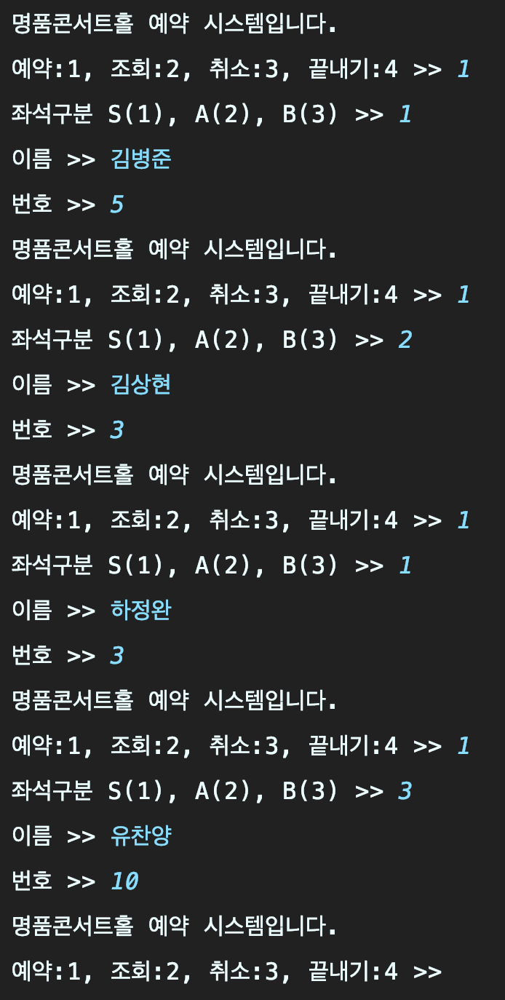 명품콘서트홀 예약 시스템입니다.
예약:1, 조회:2, 취소:3, 끝내기:4 >> 1
좌석구분 S(1), A(2), B(3) >> 1
이름 >> 김병준
번호 >> 5
명품콘서트홀 예약 시스템입니다.
예약:1, 조회:2, 취소:3, 끝내기:4 >> 1
좌석구분 S(1), A(2), B(3) >> 2
이름 >> 김상현
번호 >> 3
명품콘서트홀 예약 시스템입니다.
예약:1, 조회:2, 취소:3, 끝내기:4 >> 1
좌석구분 S(1), A(2), B(3) >> 1
이름 >> 하정완
번호 >> 3
명품콘서트홀 예약 시스템입니다.
예약:1, 조회:2, 취소:3, 끝내기:4 >> 1
좌석구분 S(1), A(2), B(3) >> 3
이름 >> 유찬양
번호 >> 10
명품콘서트홀 예약 시스템입니다.
예약:1, 조회:2, 취소:3, 끝내기:4 >>